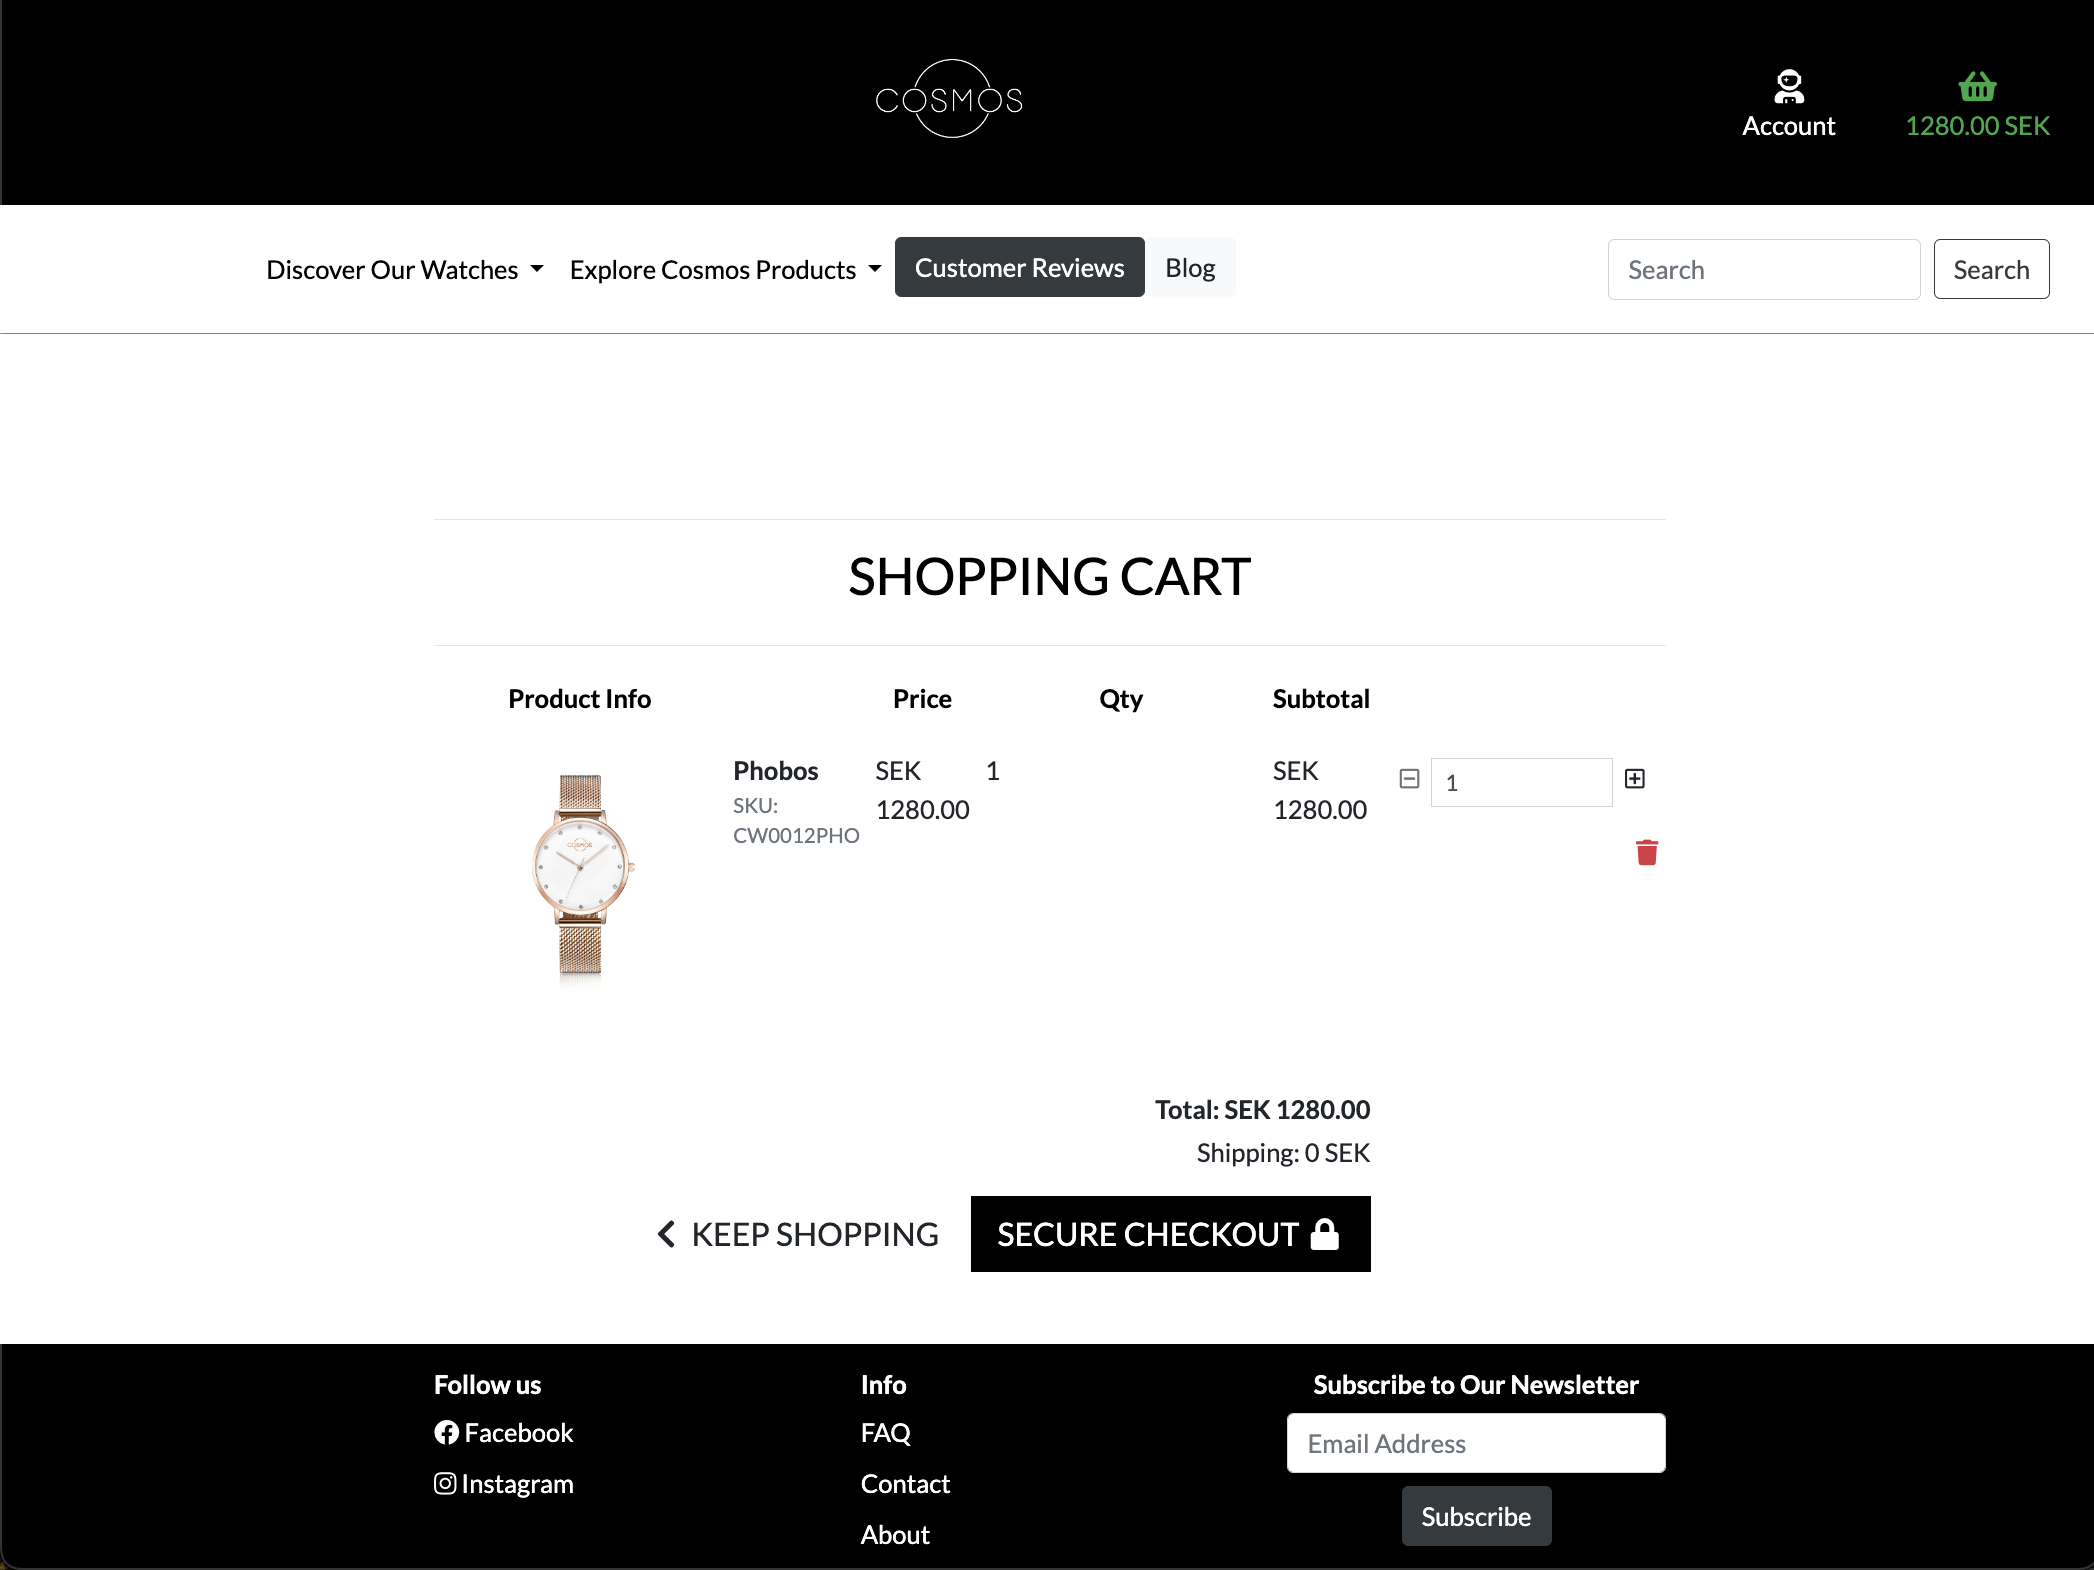 COSMOS
Account
1280.00 SEK
Discover Our Watches
Explore Cosmos Products
Customer Reviews
Blog
Search
Search
SHOPPING CART
Product Info
Price
Qty
Subtotal
COSMOS
Phobos
SKU:
CW0012PHO
SEK
1280.00
1
SEK
1280.00
1
Total: SEK 1280.00
Shipping: 0 SEK
KEEP SHOPPING
SECURE CHECKOUT
Follow us
Facebook
Instagram
Info
FAQ
Contact
About
Subscribe to Our Newsletter
Email Address
Subscribe